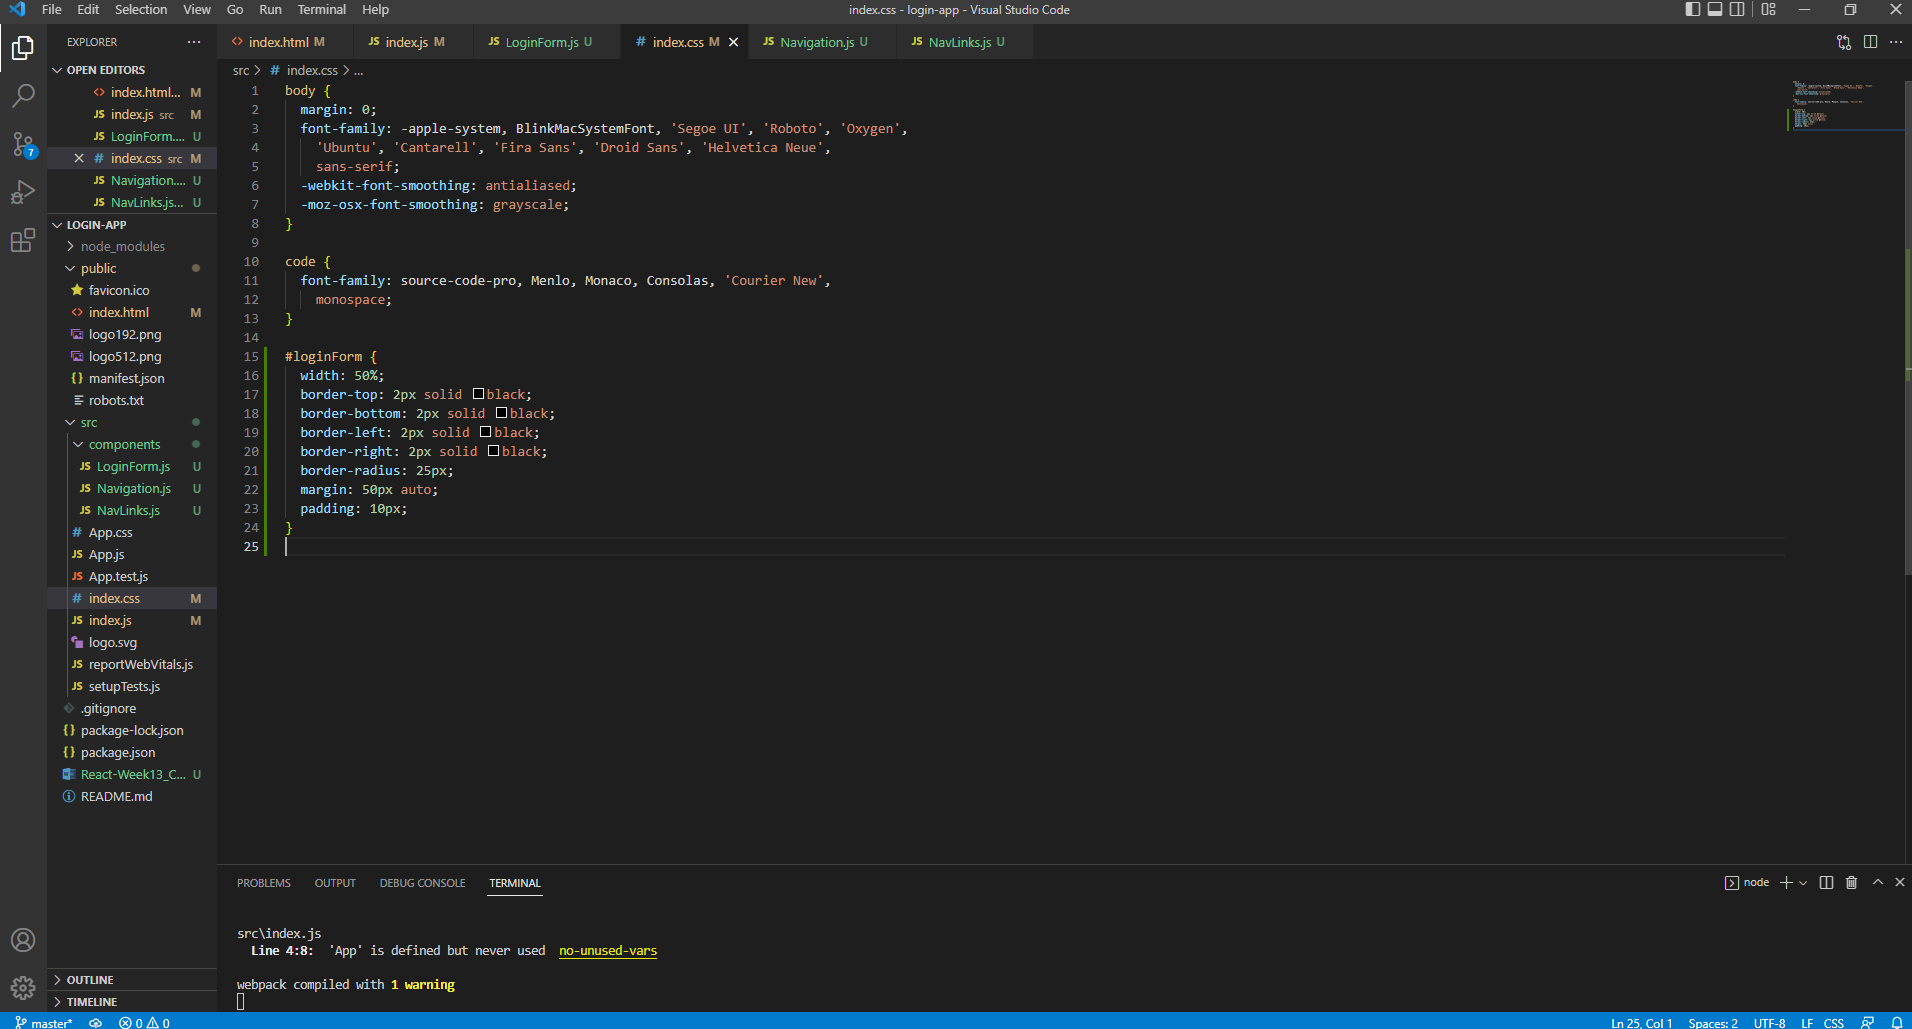 File Edit Selection View Go Run Terminal Help
index.css - login-app - Visual Studio Code
EXPLORER
OPEN EDITORS
index.html... M
index.js src M
LoginForm.... U
index.css src M
Navigation.... U
NavLinks.js... U
LOGIN-APP
node_modules
public
favicon.ico
index.html M
logo192.png
logo512.png
manifest.json
robots.txt
src
components
LoginForm.js U
Navigation.js U
NavLinks.js U
App.css
App.js
App.test.js
index.css M
index.js M
logo.svg
reportWebVitals.js
setupTests.js
.gitignore
package-lock.json
package.json
React-Week13_C... U
README.md
OUTLINE
TIMELINE
7
index.html M JS index.js M JS LoginForm.js U # index.css M JS Navigation.js U JS NavLinks.js U
src > # index.css > ...
1 body {
2 margin: 0;
3 font-family: -apple-system, BlinkMacSystemFont, 'Segoe UI', 'Roboto', 'Oxygen',
4 'Ubuntu', 'Cantarell', 'Fira Sans', 'Droid Sans', 'Helvetica Neue',
5 sans-serif;
6 -webkit-font-smoothing: antialiased;
7 -moz-osx-font-smoothing: grayscale;
8 }
9
10 code {
11 font-family: source-code-pro, Menlo, Monaco, Consolas, 'Courier New',
12 monospace;
13 }
14
15 #loginForm {
16 width: 50%;
17 border-top: 2px solid black;
18 border-bottom: 2px solid black;
19 border-left: 2px solid black;
20 border-right: 2px solid black;
21 border-radius: 25px;
22 margin: 50px auto;
23 padding: 10px;
24 }
25
PROBLEMS OUTPUT DEBUG CONSOLE TERMINAL
node
src\index.js
Line 4:8: 'App' is defined but never used no-unused-vars
webpack compiled with 1 warning
master* 0 0
Ln 25, Col 1 Spaces: 2 UTF-8 LF CSS